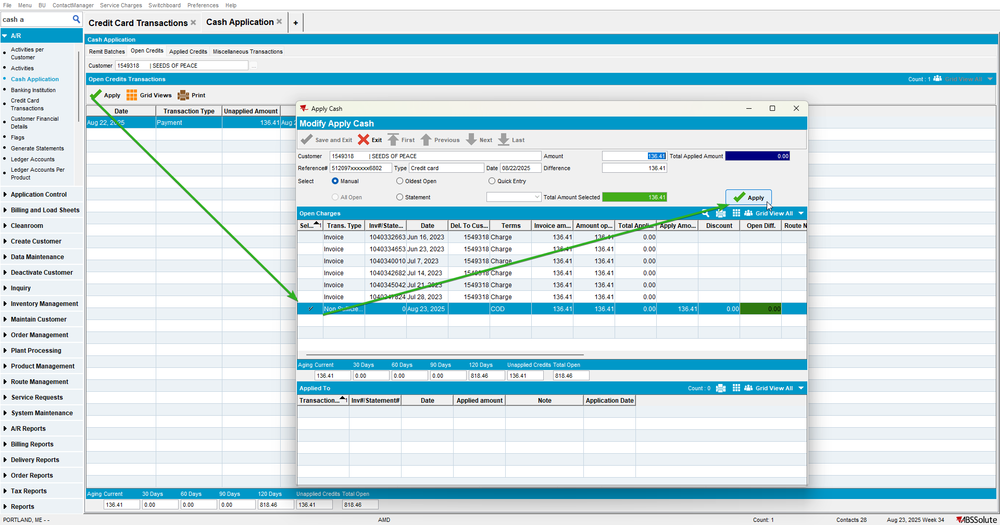 File Menu BU ContactManager Service Charges Switchboard Preferences Help
cash a
Credit Card Transactions
Cash Application
+
A/R
Activities per
Customer
Activities
Cash Application
Banking Institution
Credit Card
Transactions
Customer Financial
Details
Flags
Generate Statements
Ledger Accounts
Ledger Accounts Per
Product
Application Control
Billing and Load Sheets
Cleanroom
Create Customer
Data Maintenance
Deactivate Customer
Inquiry
Inventory Management
Maintain Customer
Order Management
Plant Processing
Product Management
Route Management
Service Requests
System Maintenance
A/R Reports
Billing Reports
Delivery Reports
Order Reports
Tax Reports
Reports
Cash Application
Remit Batches Open Credits Applied Credits Miscellaneous Transactions
Customer 1549318 | SEEDS OF PEACE ...
Open Credits Transactions Count : 1 Grid View All
Apply Grid Views Print
Date Transaction Type Unapplied Amount
Aug 22, 2025 Payment 136.41 Aug 2
Apply Cash
Modify Apply Cash
Save and Exit Exit First Previous Next Last
Customer 1549318 | SEEDS OF PEACE Amount 136.41 Total Applied Amount 0.00
Reference# 512097xxxxxx6802 Type Credit card Date 08/22/2025 Difference 136.41
Select Manual Oldest Open Quick Entry
All Open Statement Total Amount Selected 136.41 Apply
Open Charges Grid View All
Sel... 1 Trans. Type Inv#/State... Date Del. To Cus... Terms Invoice am... Amount op... Total Appli... Apply Amo... Discount Open Diff. Route N
Invoice 1040332663 Jun 16, 2023 1549318 Charge 136.41 136.41 0.00
Invoice 1040334653 Jun 23, 2023 1549318 Charge 136.41 136.41 0.00
Invoice 1040340010 Jul 7, 2023 1549318 Charge 136.41 136.41 0.00
Invoice 1040342682 Jul 14, 2023 1549318 Charge 136.41 136.41 0.00
Invoice 1040345042 Jul 21, 2023 1549318 Charge 136.41 136.41 0.00
Invoice 1040347824 Jul 28, 2023 1549318 Charge 136.41 136.41 0.00
Non Sufficie... 0 Aug 23, 2025 COD 136.41 136.41 0.00 136.41 0.00 0.00
Aging Current 30 Days 60 Days 90 Days 120 Days Unapplied Credits Total Open
136.41 0.00 0.00 0.00 818.46 136.41 818.46
Applied To Count : 0 Grid View All
Transaction... 1 Inv#/Statement# Date Applied amount Note Application Date
Aging Current 30 Days 60 Days 90 Days 120 Days Unapplied Credits Total Open
136.41 0.00 0.00 0.00 818.46 136.41 818.46
PORTLAND, ME - - AMD Count: 1 Contacts 28 Aug 23, 2025 Week 34 ABSSolute